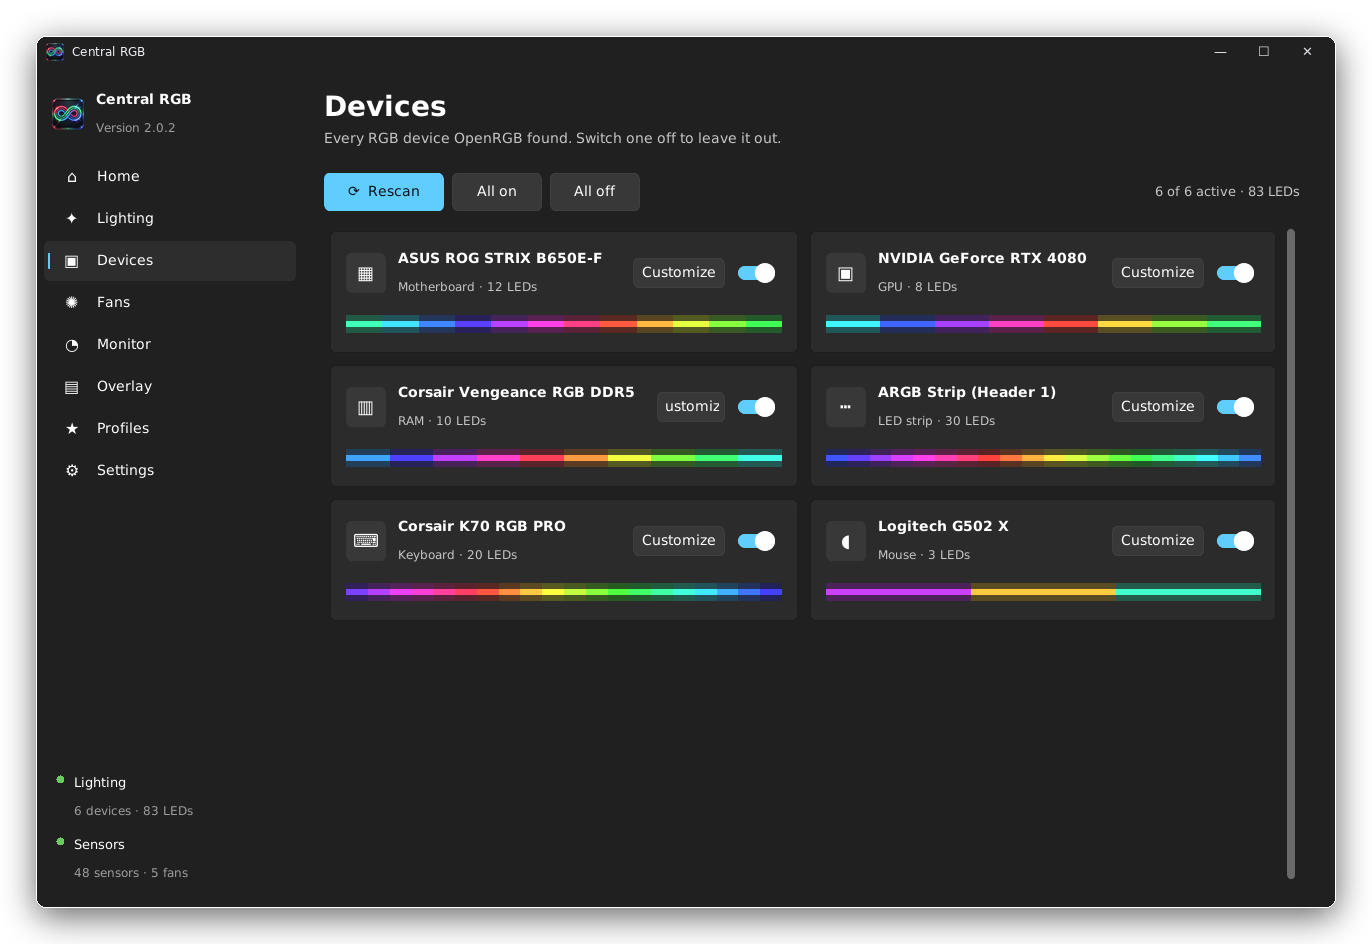 Central RGB
Central RGB
Version 2.0.2
Home
Lighting
Devices
Fans
Monitor
Overlay
Profiles
Settings
Lighting
6 devices · 83 LEDs
Sensors
48 sensors · 5 fans
Devices
Every RGB device OpenRGB found. Switch one off to leave it out.
Rescan
All on
All off
6 of 6 active · 83 LEDs
ASUS ROG STRIX B650E-F
Motherboard · 12 LEDs
Customize
NVIDIA GeForce RTX 4080
GPU · 8 LEDs
Customize
Corsair Vengeance RGB DDR5
RAM · 10 LEDs
ustomiz
ARGB Strip (Header 1)
LED strip · 30 LEDs
Customize
Corsair K70 RGB PRO
Keyboard · 20 LEDs
Customize
Logitech G502 X
Mouse · 3 LEDs
Customize